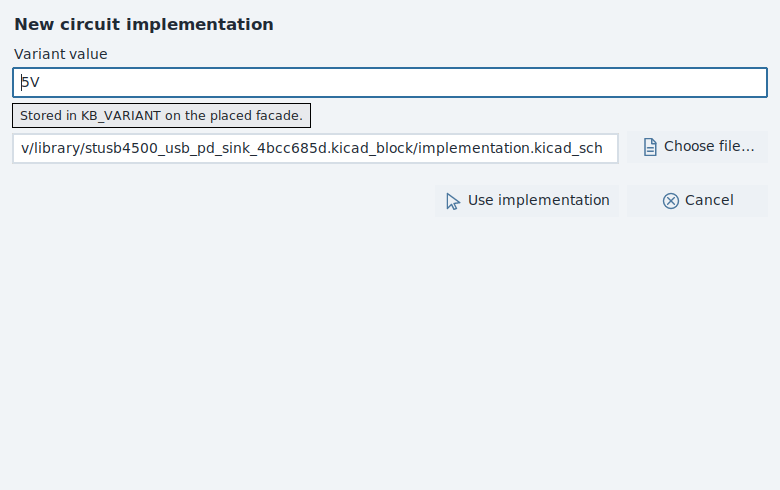 New circuit implementation
Variant value
5V
Stored in KB_VARIANT on the placed facade.
v/library/stusb4500_usb_pd_sink_4bcc685d.kicad_block/implementation.kicad_sch
Choose file...
Use implementation
Cancel